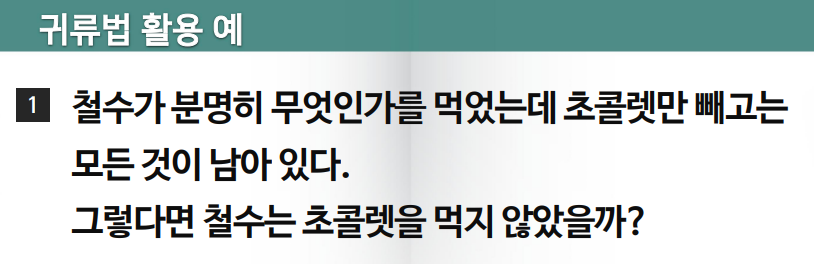 귀류법 활용 예
1 철수가 분명히 무엇인가를 먹었는데 초콜렛만 빼고는
모든 것이 남아 있다.
그렇다면 철수는 초콜렛을 먹지 않았을까?